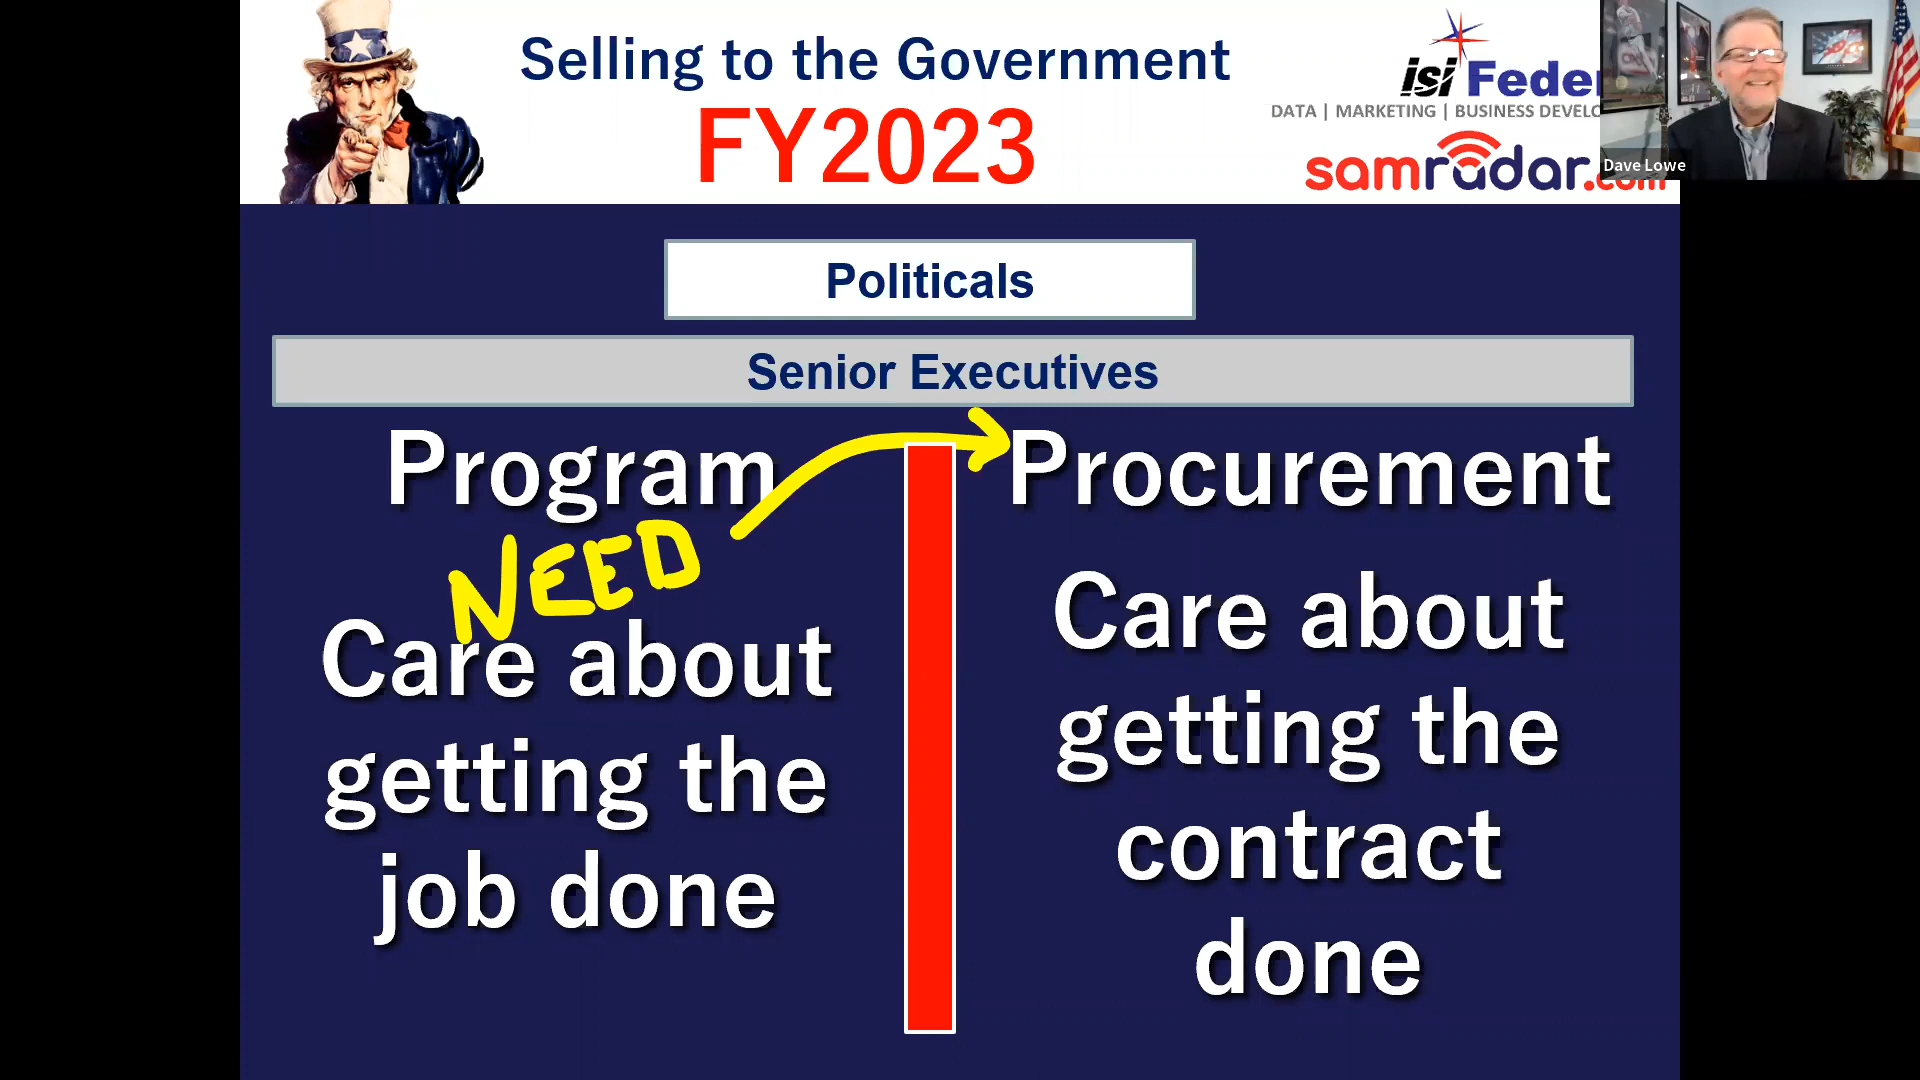 Selling to the Government
FY2023
isi Feder
DATA | MARKETING | BUSINESS DEVELO
samradar.com
Dave Lowe
Politicals
Senior Executives
Program
NEED
Care about
getting the
job done
Procurement
Care about
getting the
contract
done